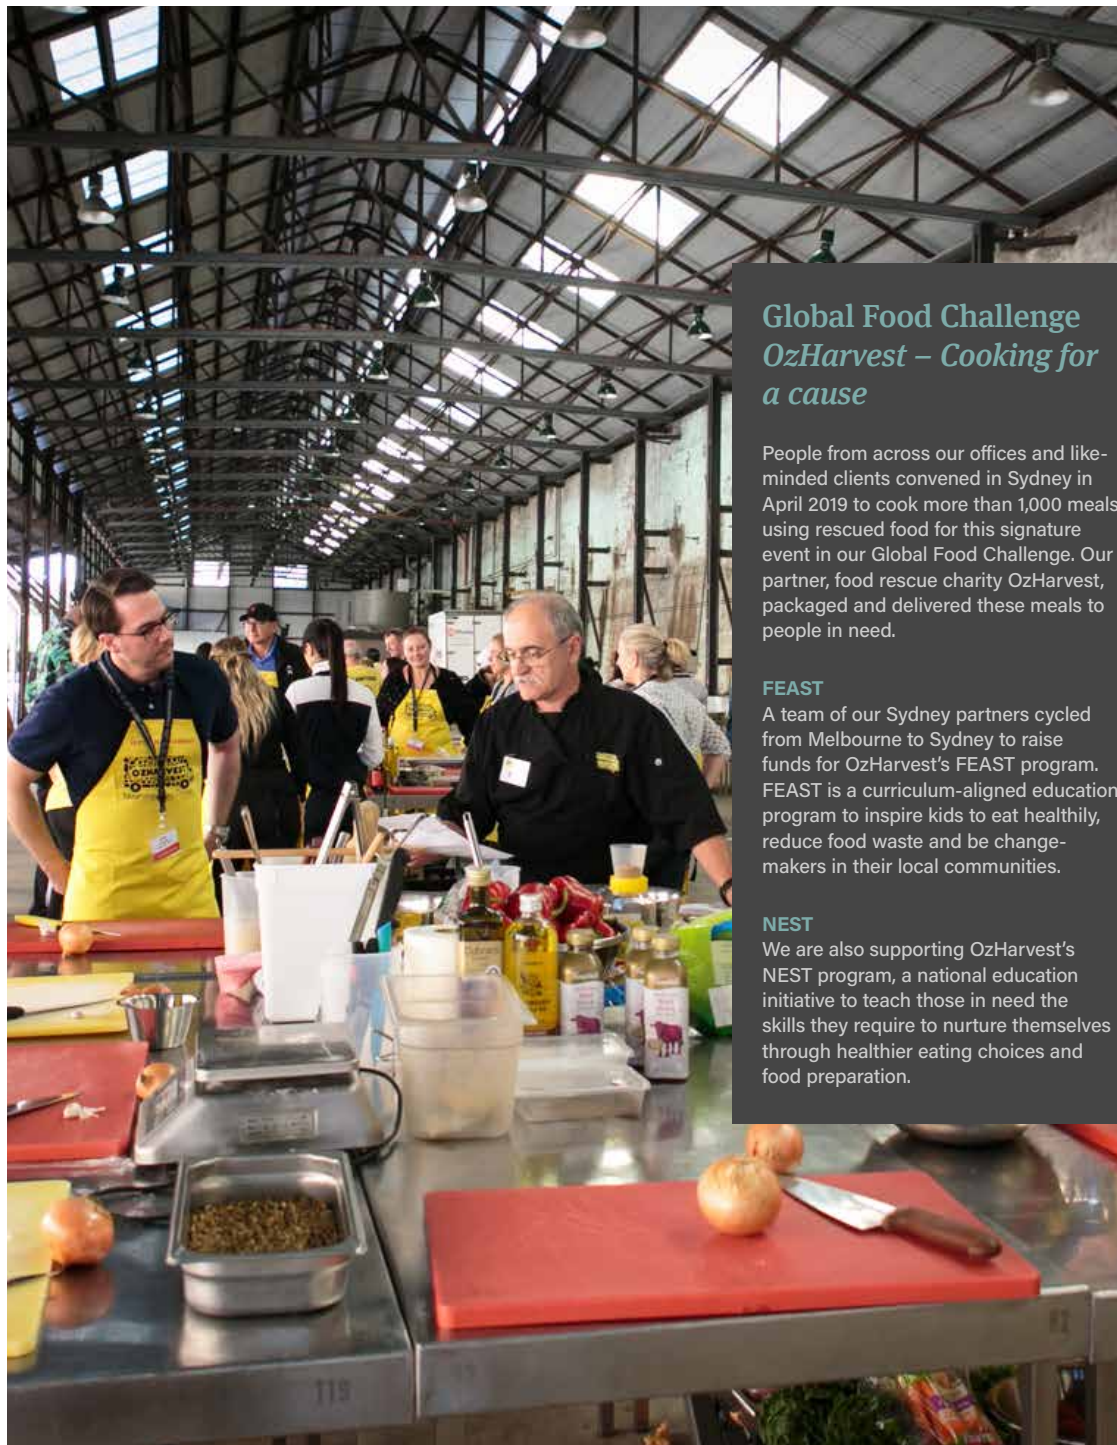 Global Food Challenge
OzHarvest – Cooking for
a cause
People from across our offices and like-
minded clients convened in Sydney in
April 2019 to cook more than 1,000 meals
using rescued food for this signature
event in our Global Food Challenge. Our
partner, food rescue charity OzHarvest,
packaged and delivered these meals to
people in need.
FEAST
A team of our Sydney partners cycled
from Melbourne to Sydney to raise
funds for OzHarvest’s FEAST program.
FEAST is a curriculum-aligned education
program to inspire kids to eat healthily,
reduce food waste and be change-
makers in their local communities.
NEST
We are also supporting OzHarvest’s
NEST program, a national education
initiative to teach those in need the
skills they require to nurture themselves
through healthier eating choices and
food preparation.
OZHARVEST
119